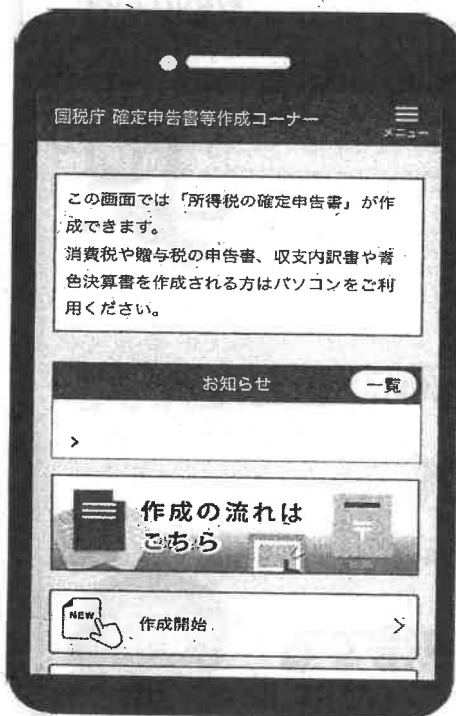 国税庁 確定申告書等作成コーナー
メニュー
この画面では「所得税の確定申告書」が作
成できます。
消費税や贈与税の申告書、収支内訳書や青
色決算書を作成される方はパソコンをご利
用ください。
お知らせ
一覧
>
作成の流れは
こちら
〒
NEW
作成開始
>